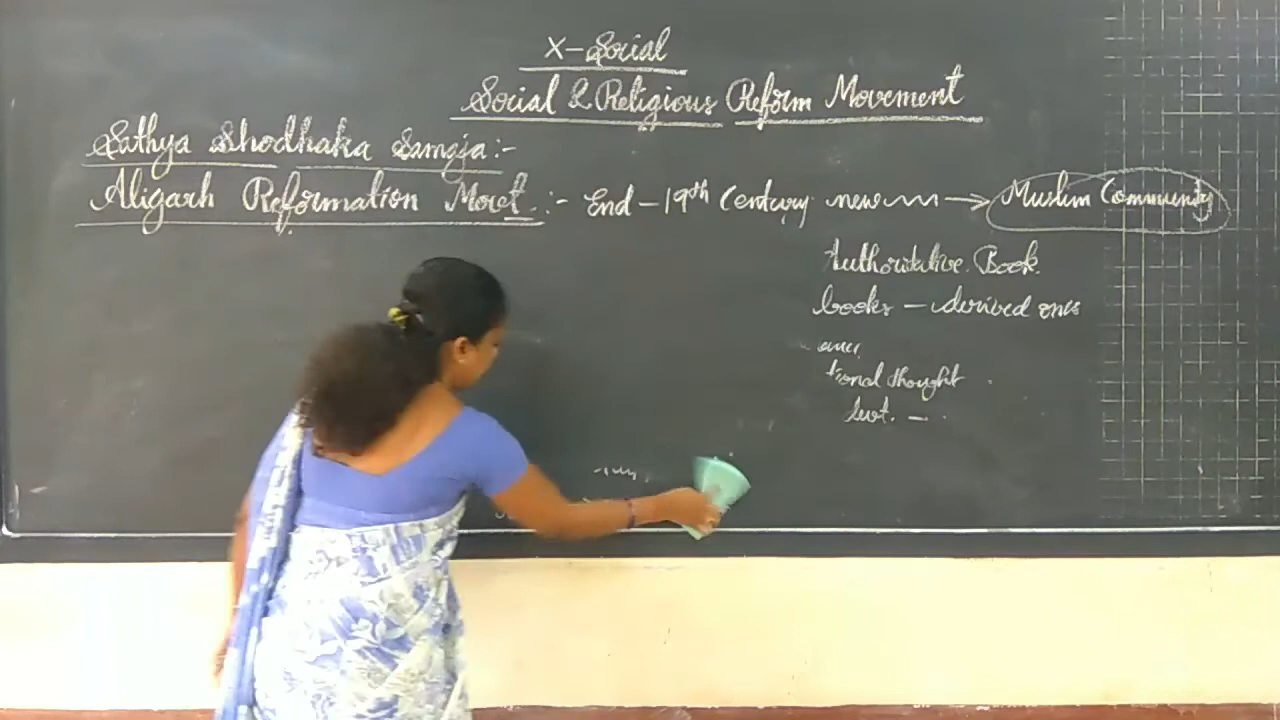 X-Social
Social & Religious Reform Movement
Sathya Shodhaka Samaja:-
Aligarh Reformation Movt.:- End - 19th Century new → Muslim Community
Authoritative Book.
books - derived ones
tional thought